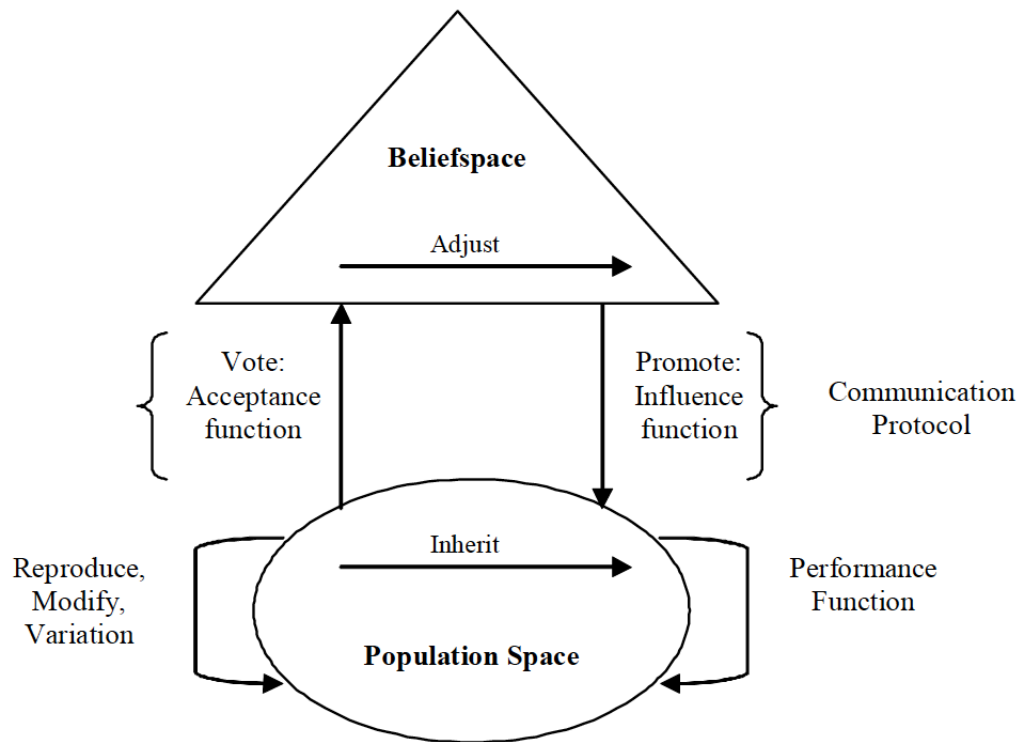 Beliefspace
Adjust
Vote:
Acceptance
function
Promote:
Influence
function
Communication
Protocol
Inherit
Reproduce,
Modify,
Variation
Performance
Function
Population Space